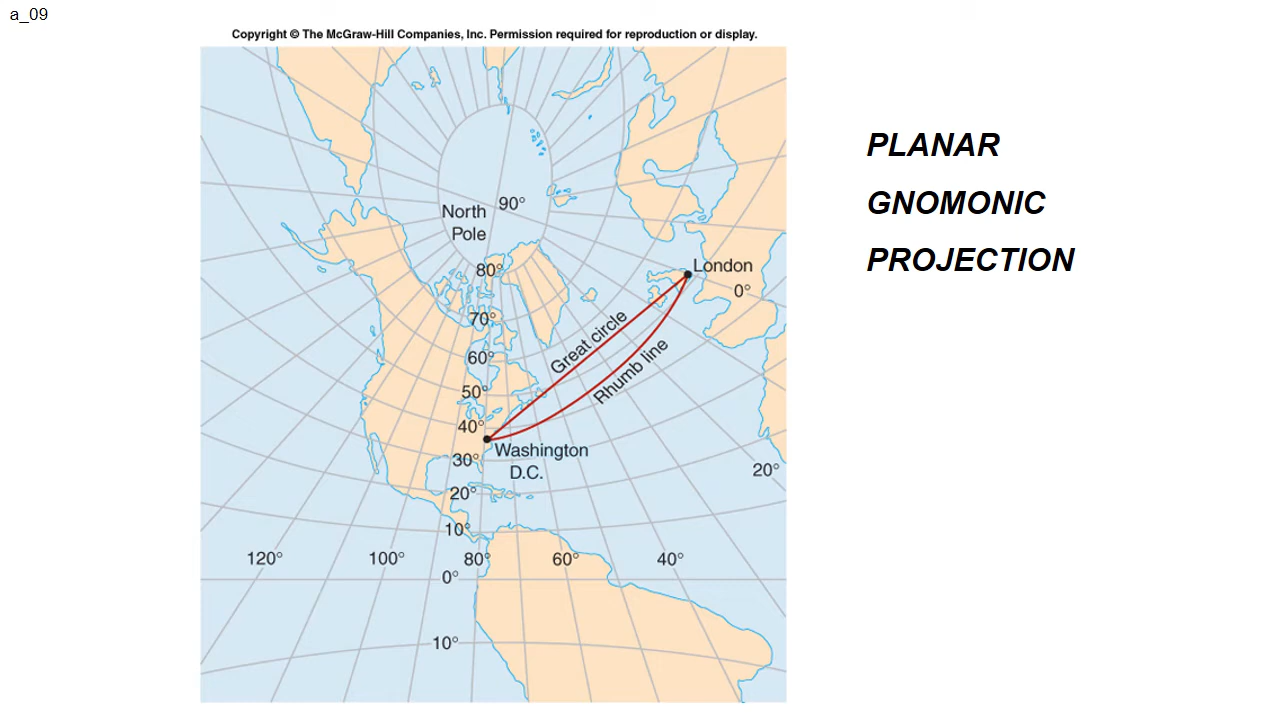 a_09
Copyright © The McGraw-Hill Companies, Inc. Permission required for reproduction or display.
PLANAR
GNOMONIC
PROJECTION
90°
North
Pole
80°
London
0°
70°
Great circle
60°
Rhumb line
50°
40°
Washington
D.C.
30°
20°
20°
10°
120°
100°
80°
60°
40°
0°
10°